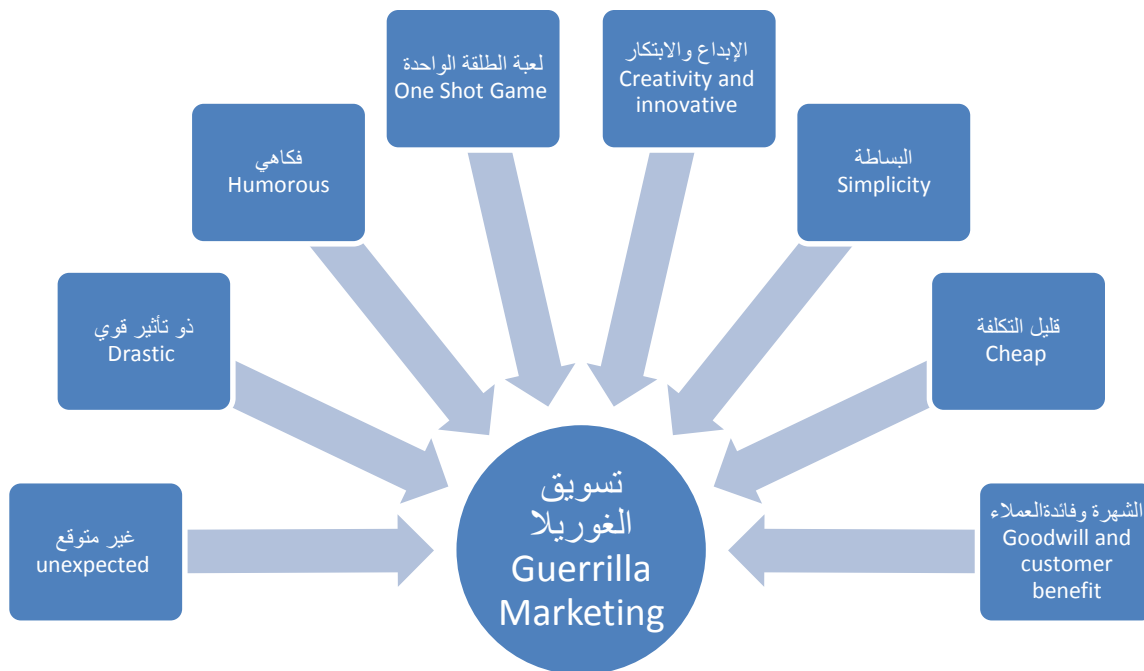 لعبة الطلقة الواحدة
One Shot Game
الإبداع والابتكار
Creativity and
innovative
فكاهي
Humorous
البساطة
Simplicity
ذو تأثير قوي
Drastic
قليل التكلفة
Cheap
غير متوقع
unexpected
الشهرة وفائدةالعملاء
Goodwill and
customer
benefit
تسويق
الغوريلا
Guerrilla
Marketing